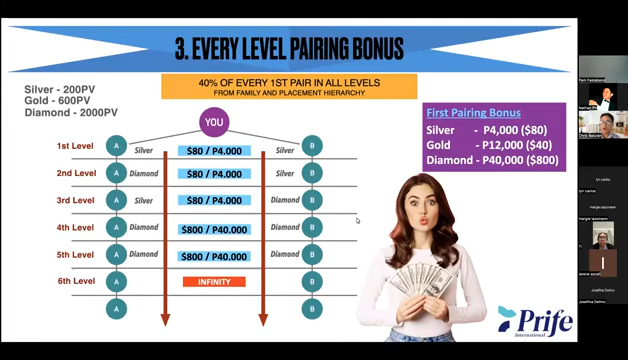 3. EVERY LEVEL PAIRING BONUS
40% OF EVERY 1ST PAIR IN ALL LEVELS
FROM FAMILY AND PLACEMENT HIERARCHY
Silver - 200PV
Gold - 600PV
Diamond - 2000PV
YOU
1st Level A Silver $80 / P4.000 Silver B
2nd Level A Diamond $80 / P4.000 Silver B
3rd Level A Silver $80 / P4.000 Diamond B
4th Level A Diamond $800 / P40.000 Diamond B
5th Level A Diamond $800 / P40.000 Diamond B
6th Level A INFINITY B
A B
First Pairing Bonus
Silver - P4,000 ($80)
Gold - P12,000 ($40)
Diamond - P40,000 ($800)
Prife
International
lyn carlos
lyn carlos
I